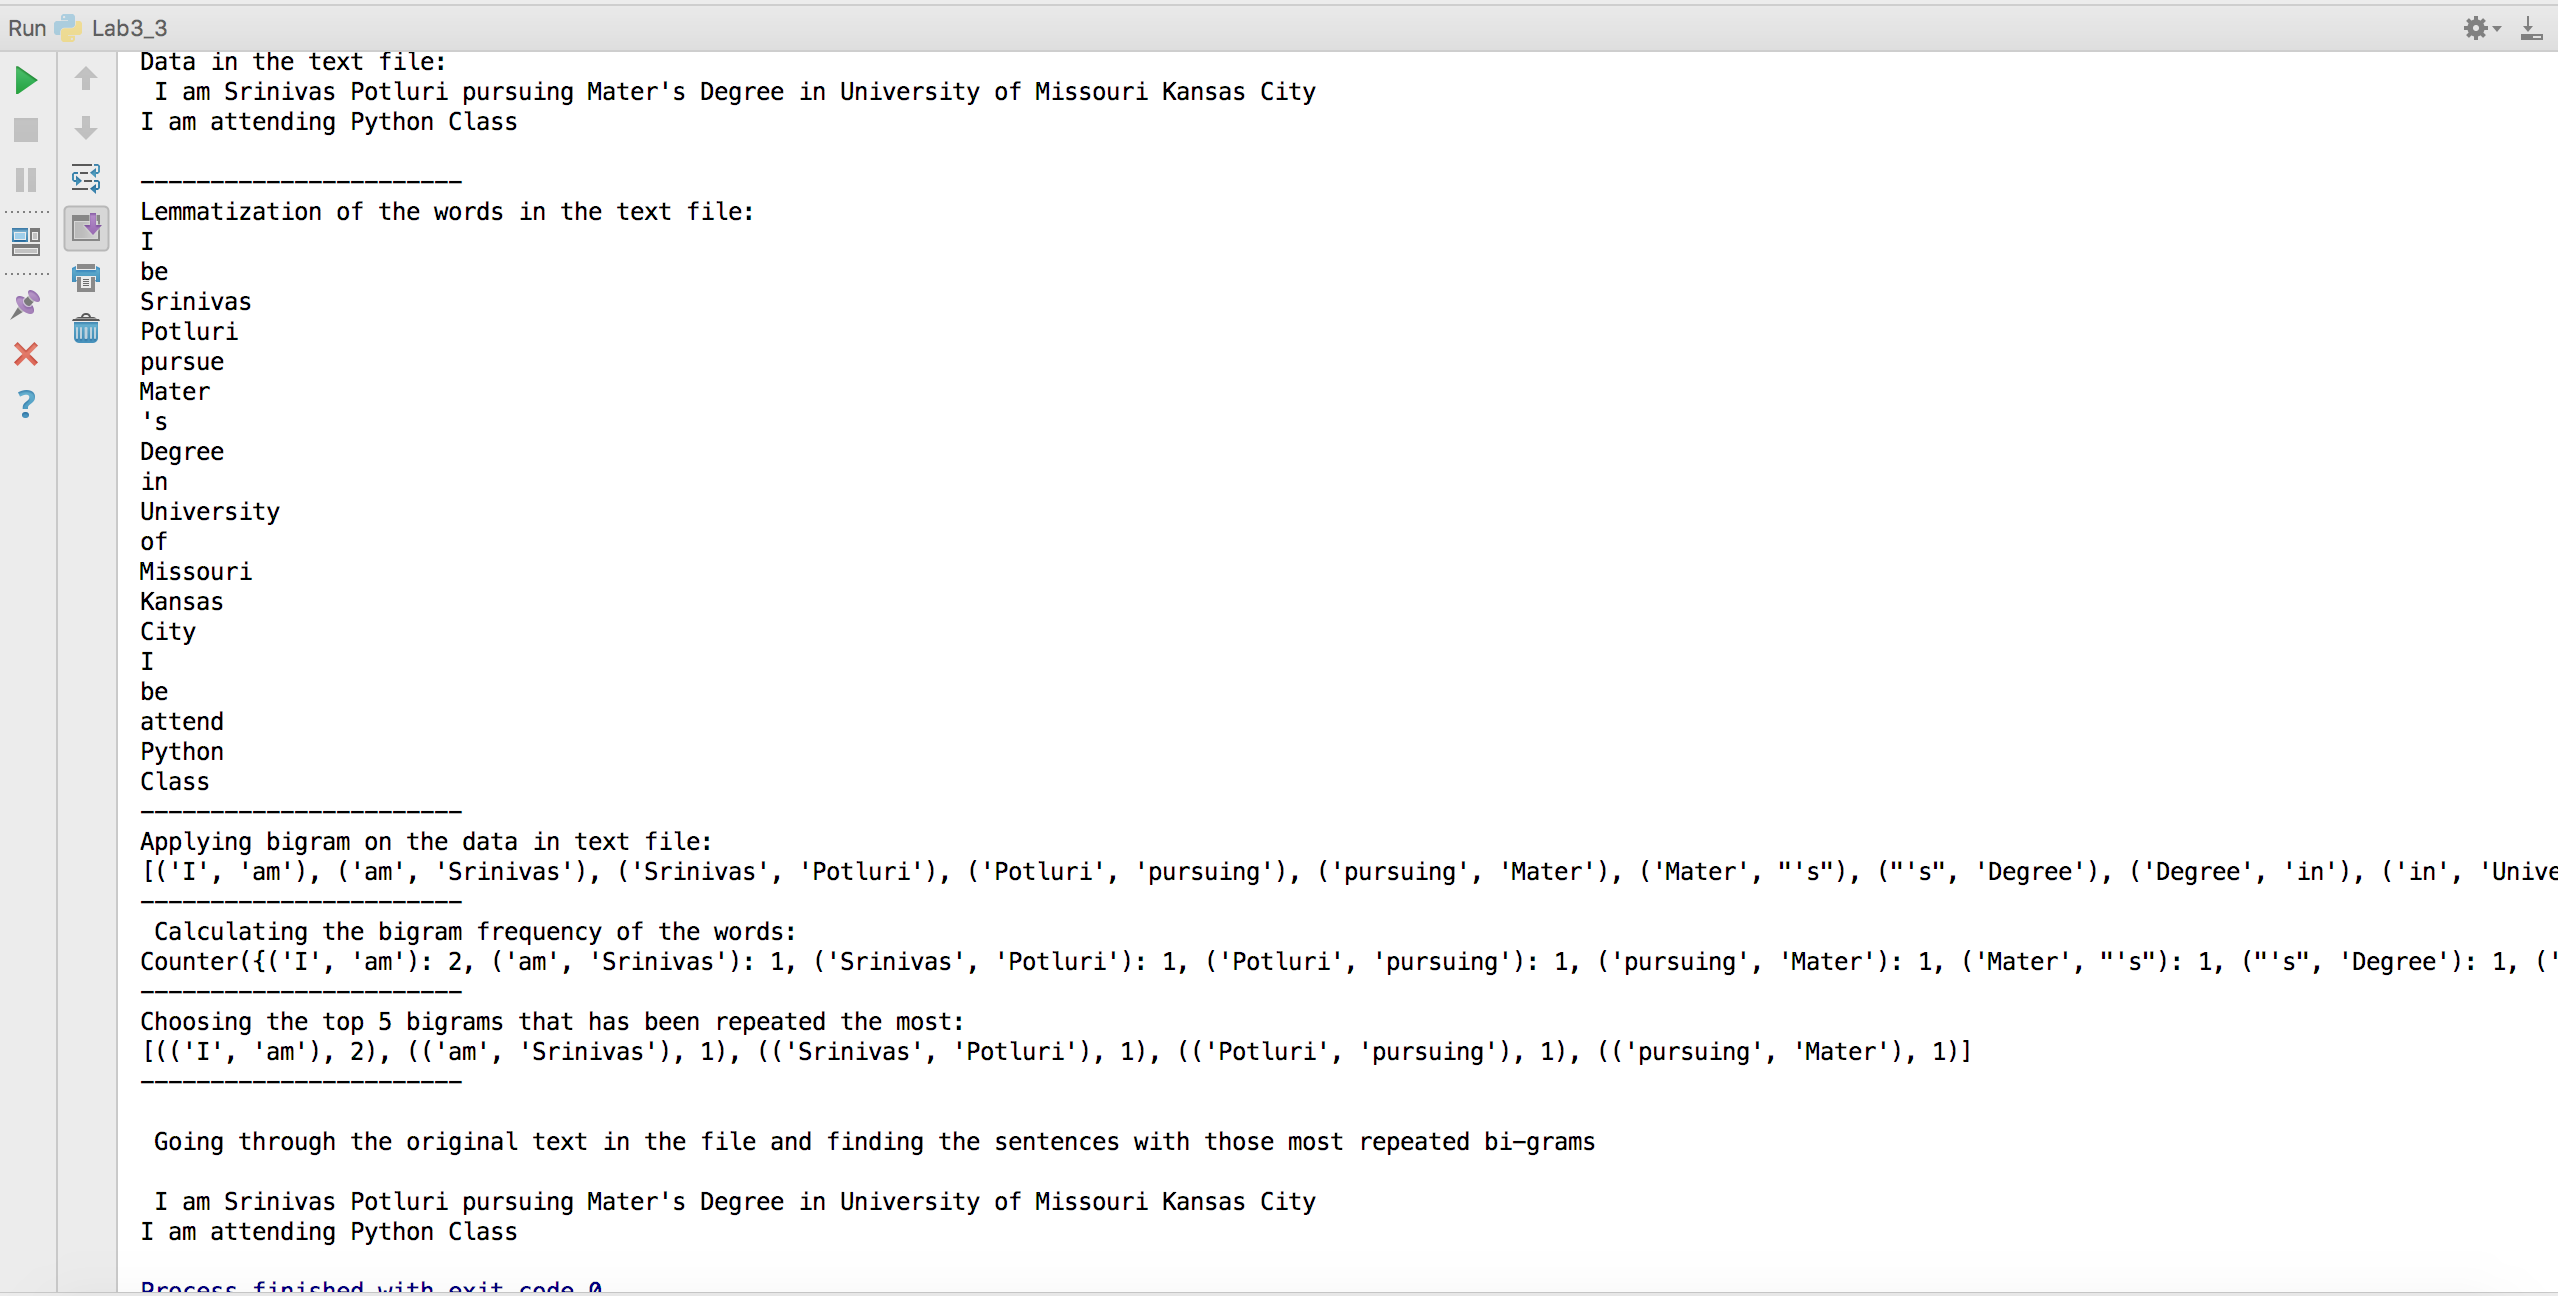 Run Lab3_3
Data in the text file:
 I am Srinivas Potluri pursuing Mater's Degree in University of Missouri Kansas City
I am attending Python Class
-----------------------
Lemmatization of the words in the text file:
I
be
Srinivas
Potluri
pursue
Mater
's
Degree
in
University
of
Missouri
Kansas
City
I
be
attend
Python
Class
-----------------------
Applying bigram on the data in text file:
[('I', 'am'), ('am', 'Srinivas'), ('Srinivas', 'Potluri'), ('Potluri', 'pursuing'), ('pursuing', 'Mater'), ('Mater', "'s"), ("'s", 'Degree'), ('Degree', 'in'), ('in', 'Unive
-----------------------
 Calculating the bigram frequency of the words:
Counter({('I', 'am'): 2, ('am', 'Srinivas'): 1, ('Srinivas', 'Potluri'): 1, ('Potluri', 'pursuing'): 1, ('pursuing', 'Mater'): 1, ('Mater', "'s"): 1, ("'s", 'Degree'): 1, ('
-----------------------
Choosing the top 5 bigrams that has been repeated the most:
[(('I', 'am'), 2), (('am', 'Srinivas'), 1), (('Srinivas', 'Potluri'), 1), (('Potluri', 'pursuing'), 1), (('pursuing', 'Mater'), 1)]
-----------------------
 Going through the original text in the file and finding the sentences with those most repeated bi-grams
 I am Srinivas Potluri pursuing Mater's Degree in University of Missouri Kansas City
I am attending Python Class
Process finished with exit code 0